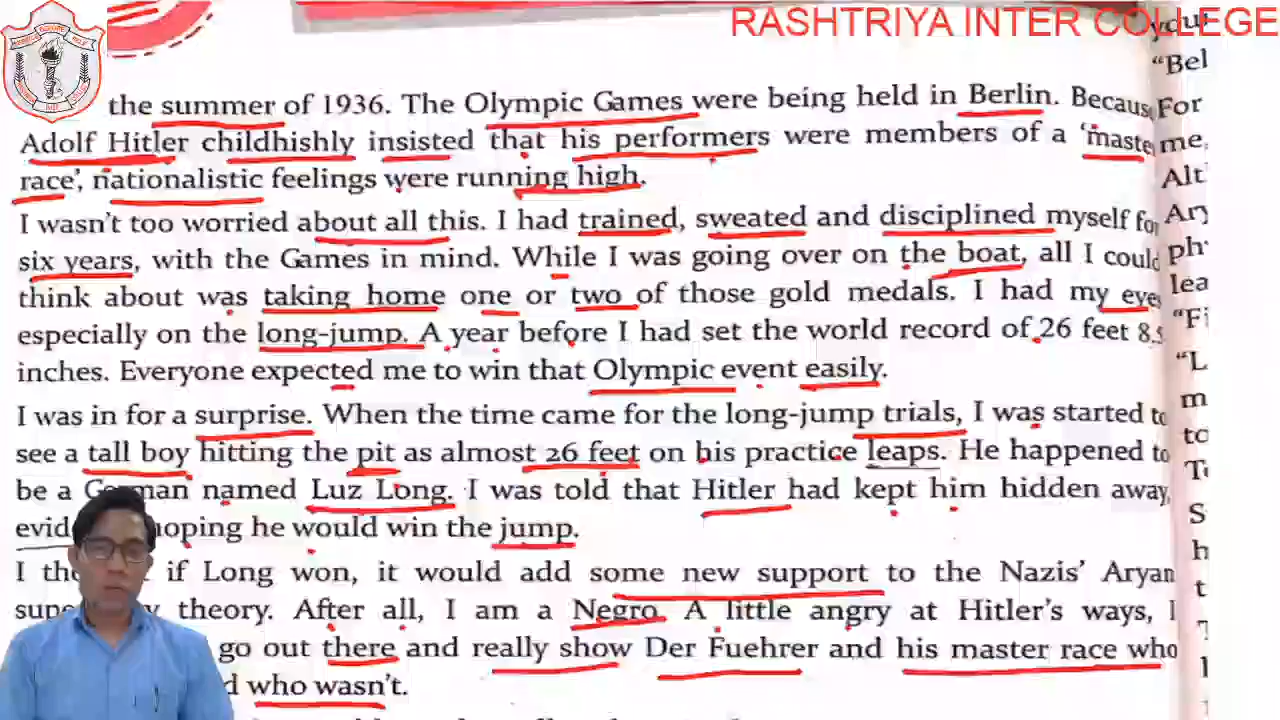 RASHTRIYA INTER COLLEGE
the summer of 1936. The Olympic Games were being held in Berlin. Becaus
Adolf Hitler childhishly insisted that his performers were members of a 'maste
race', nationalistic feelings were running high.
I wasn't too worried about all this. I had trained, sweated and disciplined myself fo
six years, with the Games in mind. While I was going over on the boat, all I could
think about was taking home one or two of those gold medals. I had my eye
especially on the long-jump. A year before I had set the world record of 26 feet 8.5
inches. Everyone expected me to win that Olympic event easily.
I was in for a surprise. When the time came for the long-jump trials, I was started to
see a tall boy hitting the pit as almost 26 feet on his practice leaps. He happened to
be a German named Luz Long. I was told that Hitler had kept him hidden away,
evid hoping he would win the jump.
I tho if Long won, it would add some new support to the Nazis' Aryan
supe y theory. After all, I am a Negro. A little angry at Hitler's ways, I
go out there and really show Der Fuehrer and his master race who
d who wasn't.
you
"Bel
For
me,
Alt
Ary
ph
lea
"Fi
"L
m
to
T
S
h
t